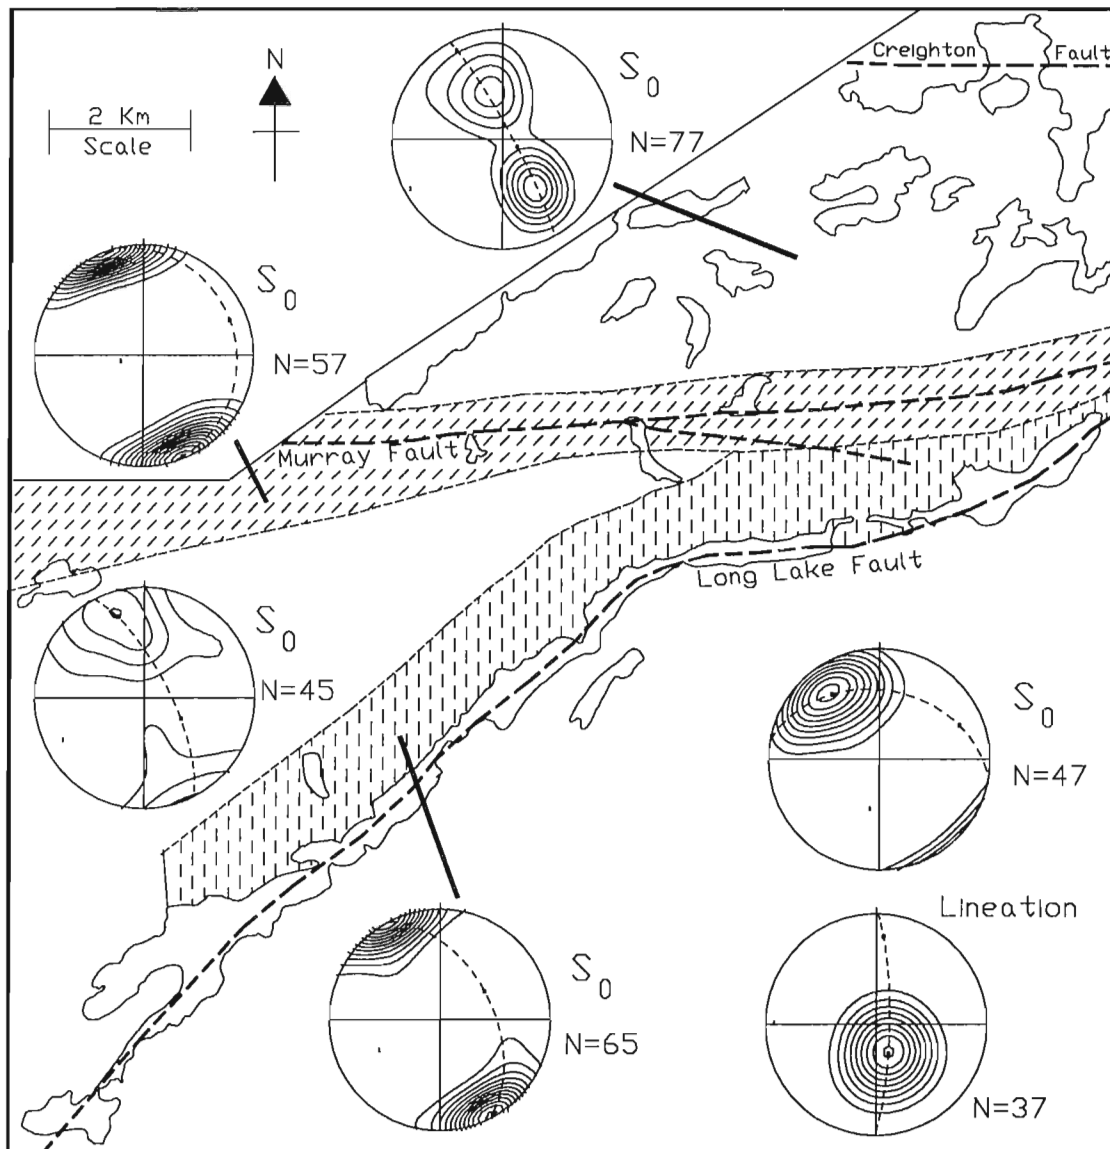 Creighton Fault
N
S0
2 Km
Scale
N=77
S0
N=57
Murray Fault
Long Lake Fault
S0
N=45
S0
N=47
Lineation
S0
N=65
N=37